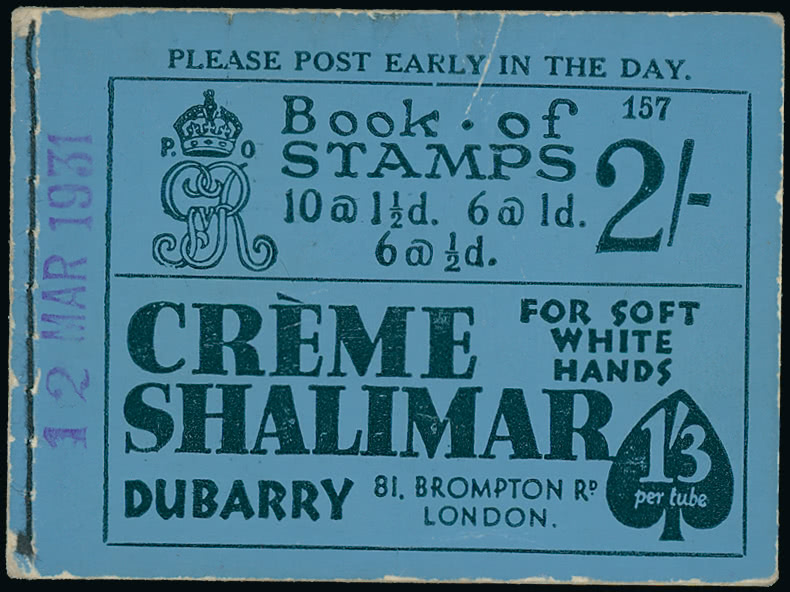 PLEASE POST EARLY IN THE DAY.
P. O
GR
Book · of
STAMPS
10 @ 1½d. 6 @ 1d.
6 @ ½d.
157
2/-
CRÈME
SHALIMAR
FOR SOFT
WHITE
HANDS
1/3
per tube
DUBARRY
81, BROMPTON Rᴰ
LONDON.
12 MAR 1931